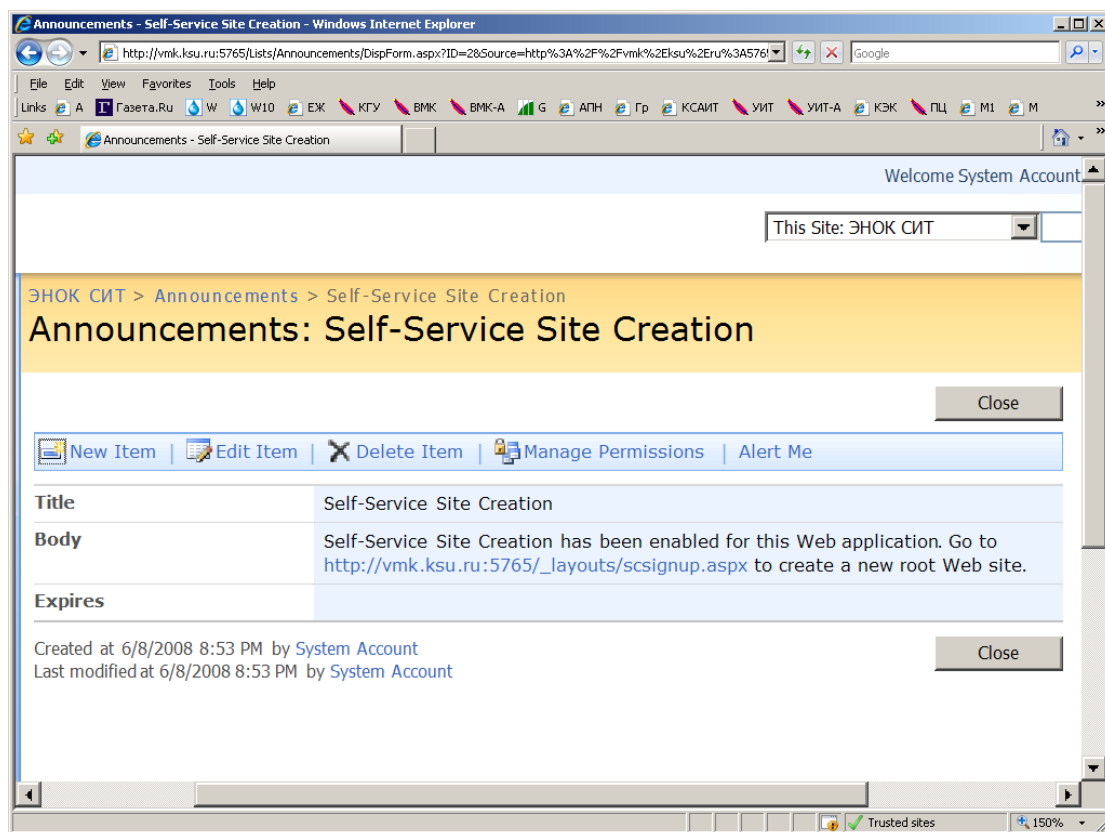 Announcements - Self-Service Site Creation - Windows Internet Explorer
http://vmk.ksu.ru:5765/Lists/Announcements/DispForm.aspx?ID=2&Source=http%3A%2F%2Fvmk%2Eksu%2Eru%3A576
Google
File Edit View Favorites Tools Help
Links А Газета.Ru W W10 ЕЖ КГУ ВМК ВМК-А G АПН Гр КСАИТ УИТ УИТ-А КЭК ПЦ М1 М »
Announcements - Self-Service Site Creation »
Welcome System Account
This Site: ЭНОК СИТ
ЭНОК СИТ > Announcements > Self-Service Site Creation
Announcements: Self-Service Site Creation
Close
New Item | Edit Item | Delete Item | Manage Permissions | Alert Me
Title Self-Service Site Creation
Body Self-Service Site Creation has been enabled for this Web application. Go to
http://vmk.ksu.ru:5765/_layouts/scsignup.aspx to create a new root Web site.
Expires
Created at 6/8/2008 8:53 PM by System Account
Close
Last modified at 6/8/2008 8:53 PM by System Account
Trusted sites 150%